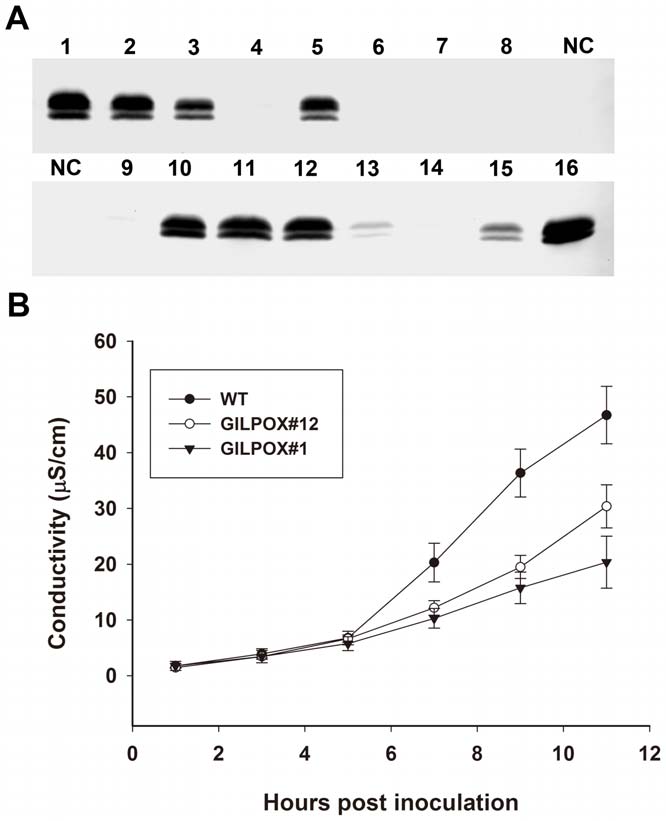 A
1 2 3 4 5 6 7 8 NC
NC 9 10 11 12 13 14 15 16
B
60
50
40
30
20
10
0
Conductivity (µS/cm)
WT
GILPOX#12
GILPOX#1
0 2 4 6 8 10 12
Hours post inoculation